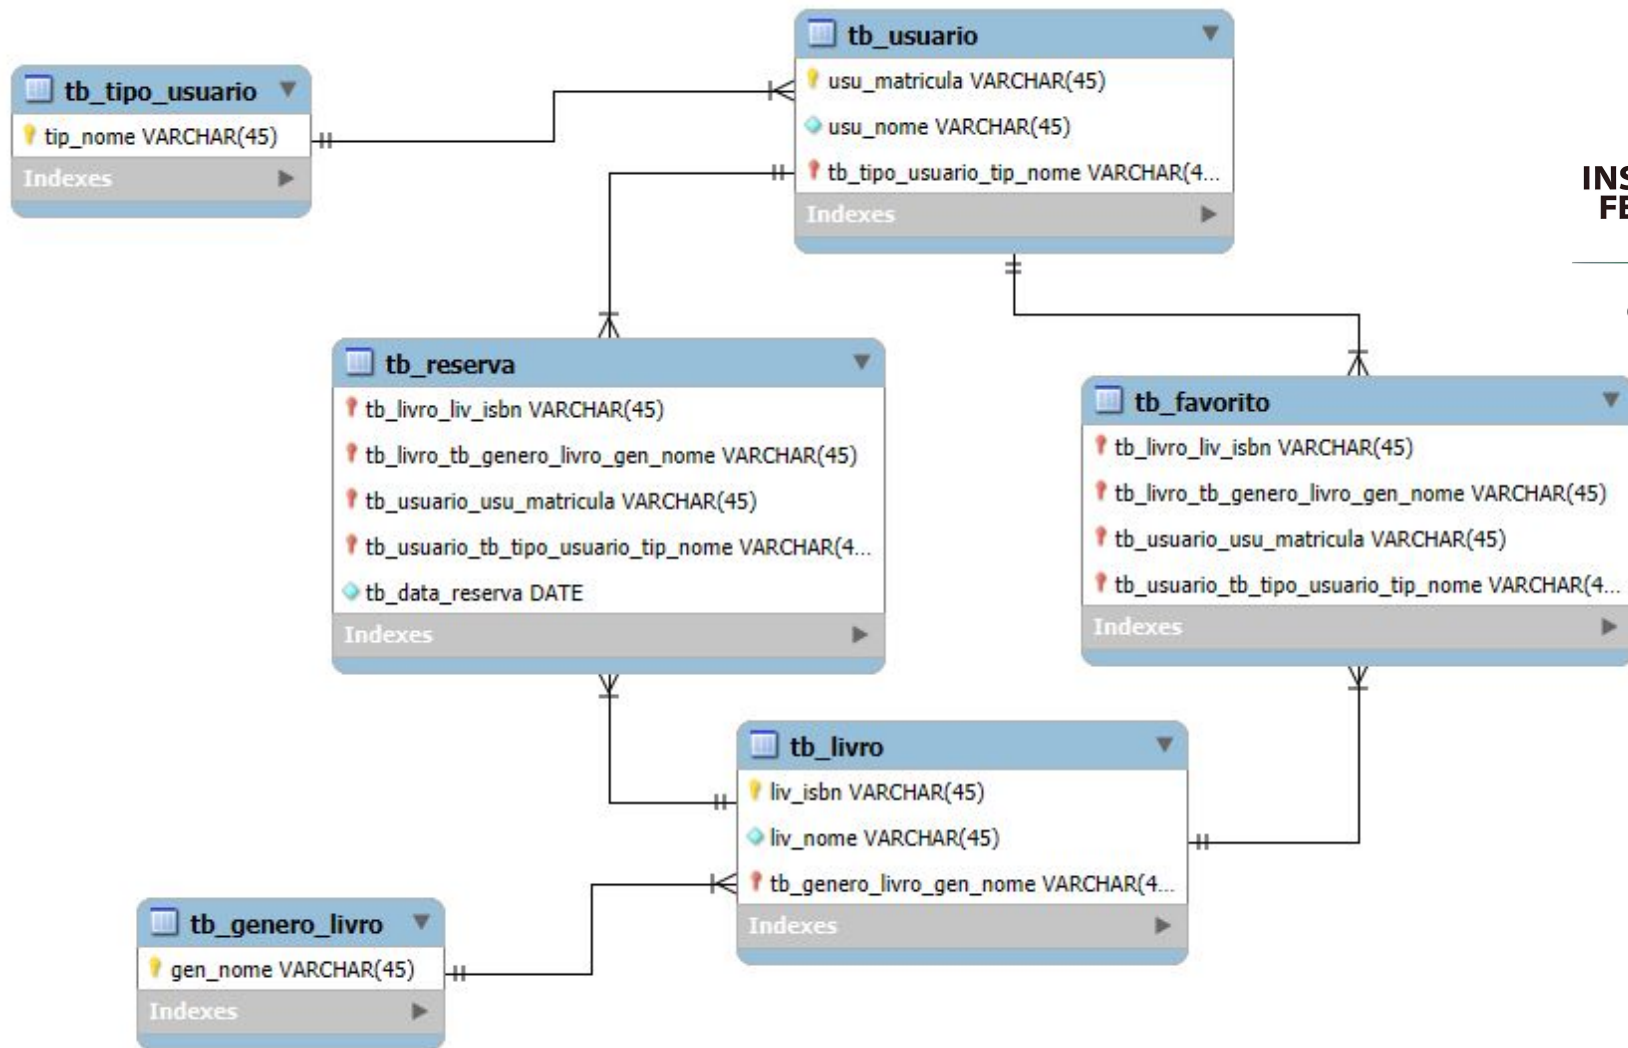 tb_tipo_usuario
tip_nome VARCHAR(45)
Indexes
tb_usuario
usu_matricula VARCHAR(45)
usu_nome VARCHAR(45)
tb_tipo_usuario_tip_nome VARCHAR(4...
Indexes
INS
FE
tb_reserva
tb_livro_liv_isbn VARCHAR(45)
tb_livro_tb_genero_livro_gen_nome VARCHAR(45)
tb_usuario_usu_matricula VARCHAR(45)
tb_usuario_tb_tipo_usuario_tip_nome VARCHAR(4...
tb_data_reserva DATE
Indexes
tb_favorito
tb_livro_liv_isbn VARCHAR(45)
tb_livro_tb_genero_livro_gen_nome VARCHAR(45)
tb_usuario_usu_matricula VARCHAR(45)
tb_usuario_tb_tipo_usuario_tip_nome VARCHAR(4...
Indexes
tb_livro
liv_isbn VARCHAR(45)
liv_nome VARCHAR(45)
tb_genero_livro_gen_nome VARCHAR(4...
Indexes
tb_genero_livro
gen_nome VARCHAR(45)
Indexes